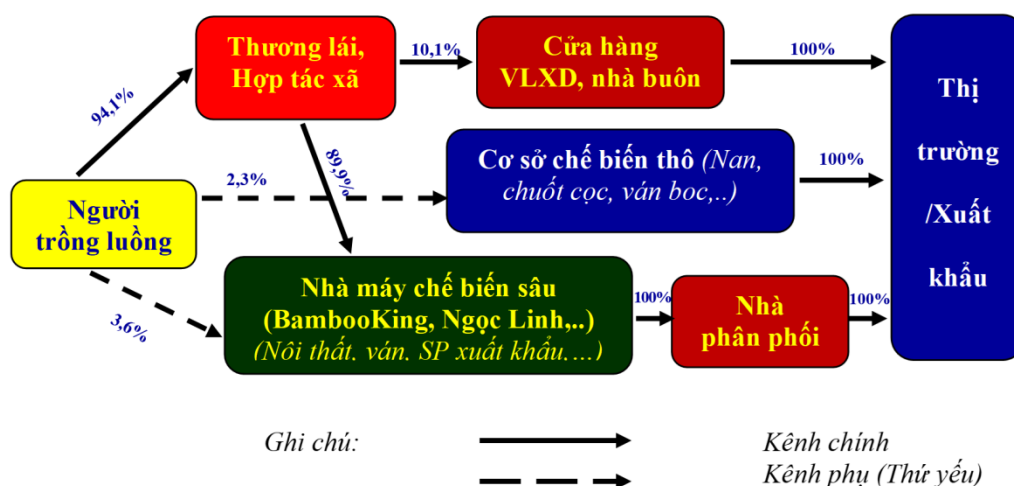 Thương lái,
Hợp tác xã
10,1%
Cửa hàng
VLXD, nhà buôn
100%
94,1%
89,9%
Người
trồng luồng
2,3%
Cơ sở chế biến thô (Nan,
chuốt cọc, ván boc,..)
100%
3,6%
Nhà máy chế biến sâu
(BambooKing, Ngọc Linh,..)
(Nôi thất, ván, SP xuất khẩu,...)
100%
Nhà
phân phối
100%
Thị
trường
/Xuất
khẩu
Ghi chú:
Kênh chính
Kênh phụ (Thứ yếu)